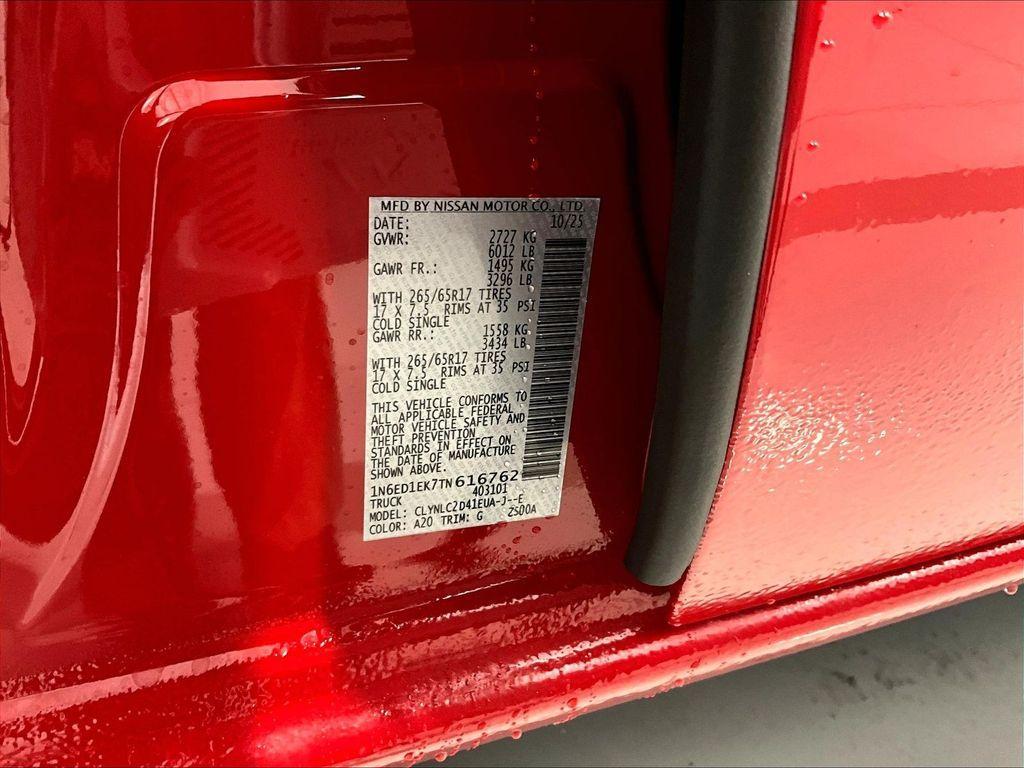 MFD BY NISSAN MOTOR CO., LTD.
DATE: 10/25
GVWR: 2727 KG
6012 LB
GAWR FR.: 1495 KG
3296 LB
WITH 265/65R17 TIRES
17 X 7.5 RIMS AT 35 PSI
COLD SINGLE
GAWR RR.: 1558 KG
3434 LB
WITH 265/65R17 TIRES
17 X 7.5 RIMS AT 35 PSI
COLD SINGLE
THIS VEHICLE CONFORMS TO
ALL APPLICABLE FEDERAL
MOTOR VEHICLE SAFETY AND
THEFT PREVENTION
STANDARDS IN EFFECT ON
THE DATE OF MANUFACTURE
SHOWN ABOVE.
1N6ED1EK7TN616762
TRUCK 403101
MODEL: CLYNLC2D41EUA-J--E
COLOR: A20 TRIM: G 2S00A